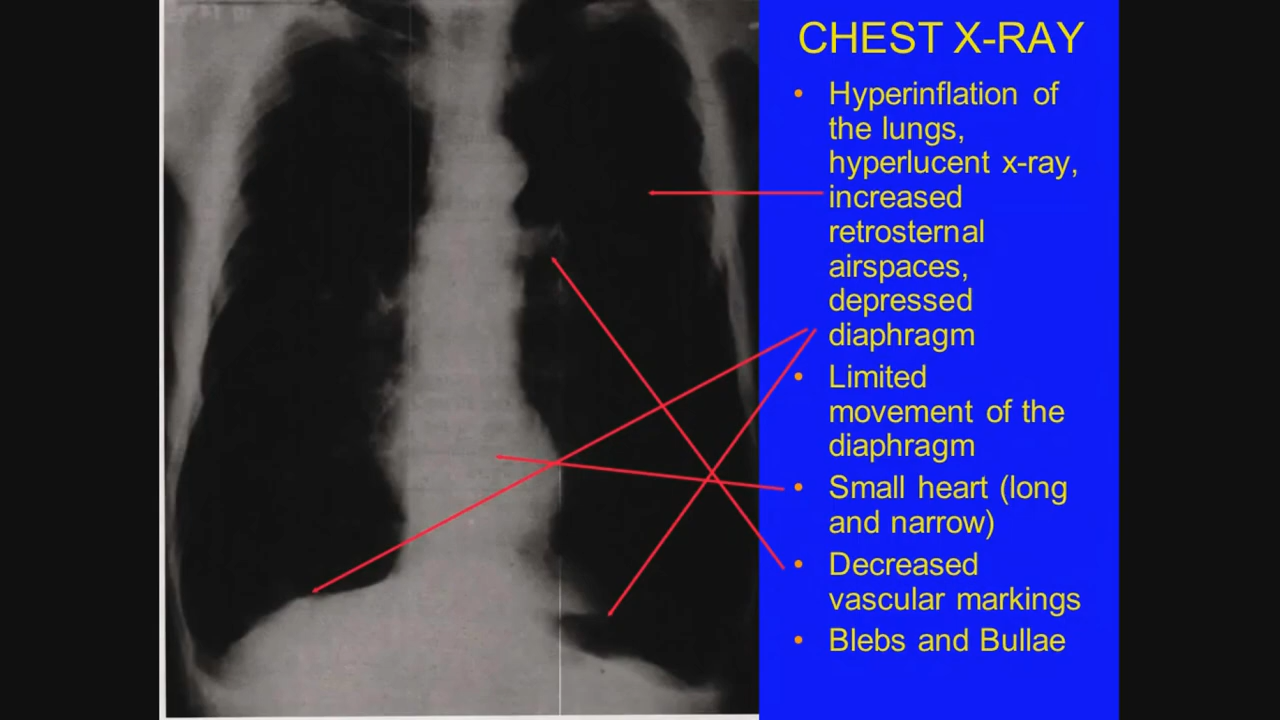 CHEST X-RAY
• Hyperinflation of
the lungs,
hyperlucent x-ray,
increased
retrosternal
airspaces,
depressed
diaphragm
• Limited
movement of the
diaphragm
• Small heart (long
and narrow)
• Decreased
vascular markings
• Blebs and Bullae